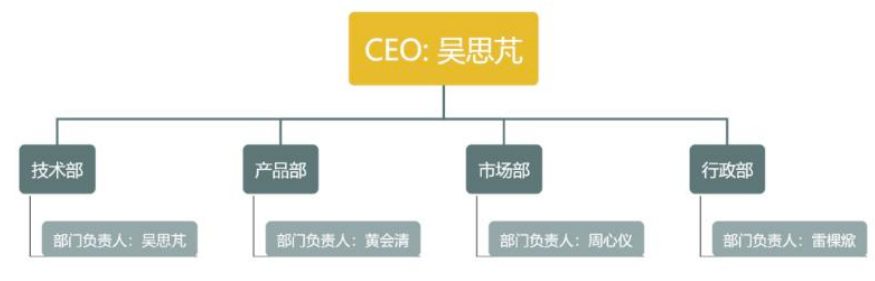 CEO: 吴思芃
技术部
产品部
市场部
行政部
部门负责人：吴思芃
部门负责人：黄会清
部门负责人：周心仪
部门负责人：雷棵焮